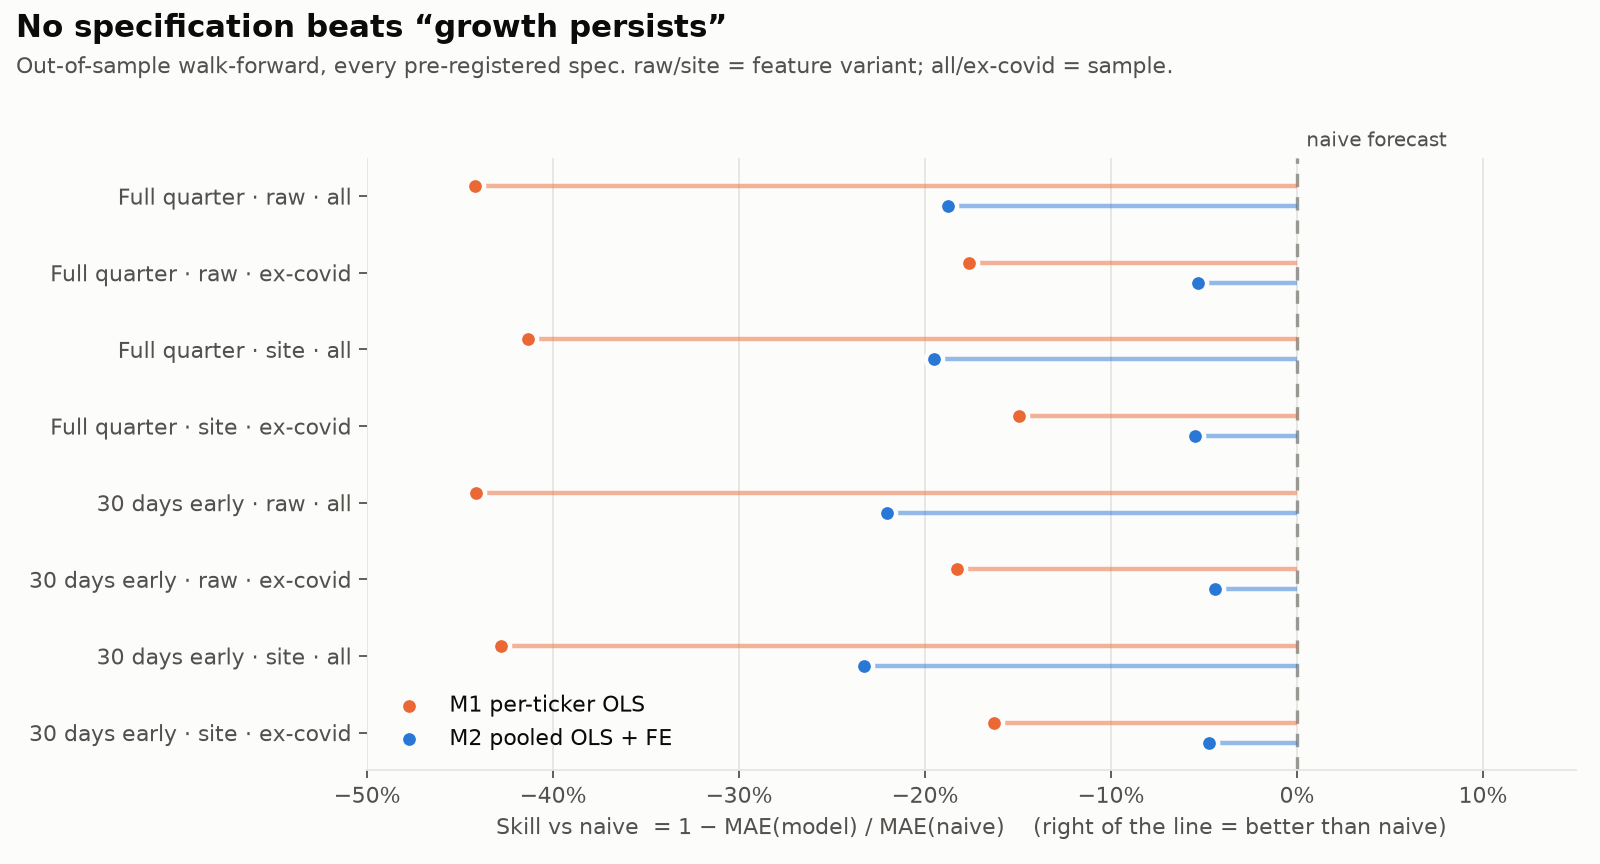 No specification beats “growth persists”
Out-of-sample walk-forward, every pre-registered spec. raw/site = feature variant; all/ex-covid = sample.
naive forecast
Full quarter · raw · all
Full quarter · raw · ex-covid
Full quarter · site · all
Full quarter · site · ex-covid
30 days early · raw · all
30 days early · raw · ex-covid
30 days early · site · all
30 days early · site · ex-covid
M1 per-ticker OLS
M2 pooled OLS + FE
−50% −40% −30% −20% −10% 0% 10%
Skill vs naive = 1 − MAE(model) / MAE(naive) (right of the line = better than naive)